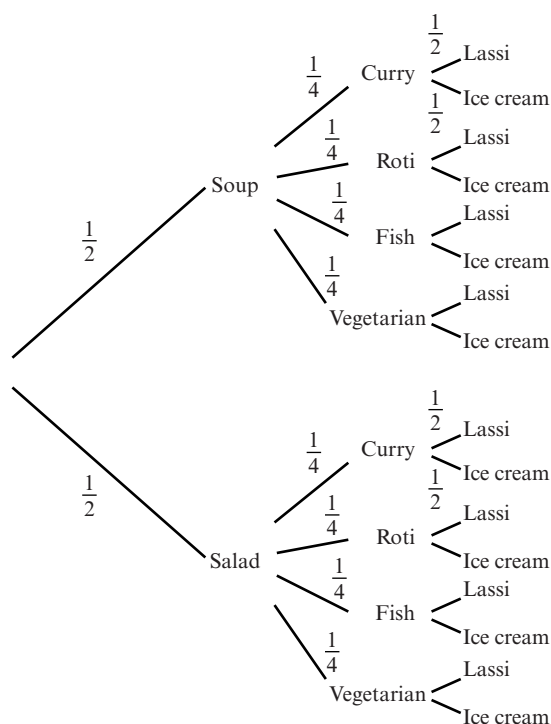 1/2 Lassi
1/4 Curry
Ice cream
1/2 Lassi
1/4 Roti
Soup
Ice cream
1/4 Lassi
Fish
1/2
Ice cream
1/4 Lassi
Vegetarian
Ice cream
1/2 Lassi
1/4 Curry
Ice cream
1/2
1/2 Lassi
1/4 Roti
Salad
Ice cream
1/4 Lassi
Fish
Ice cream
1/4 Lassi
Vegetarian
Ice cream